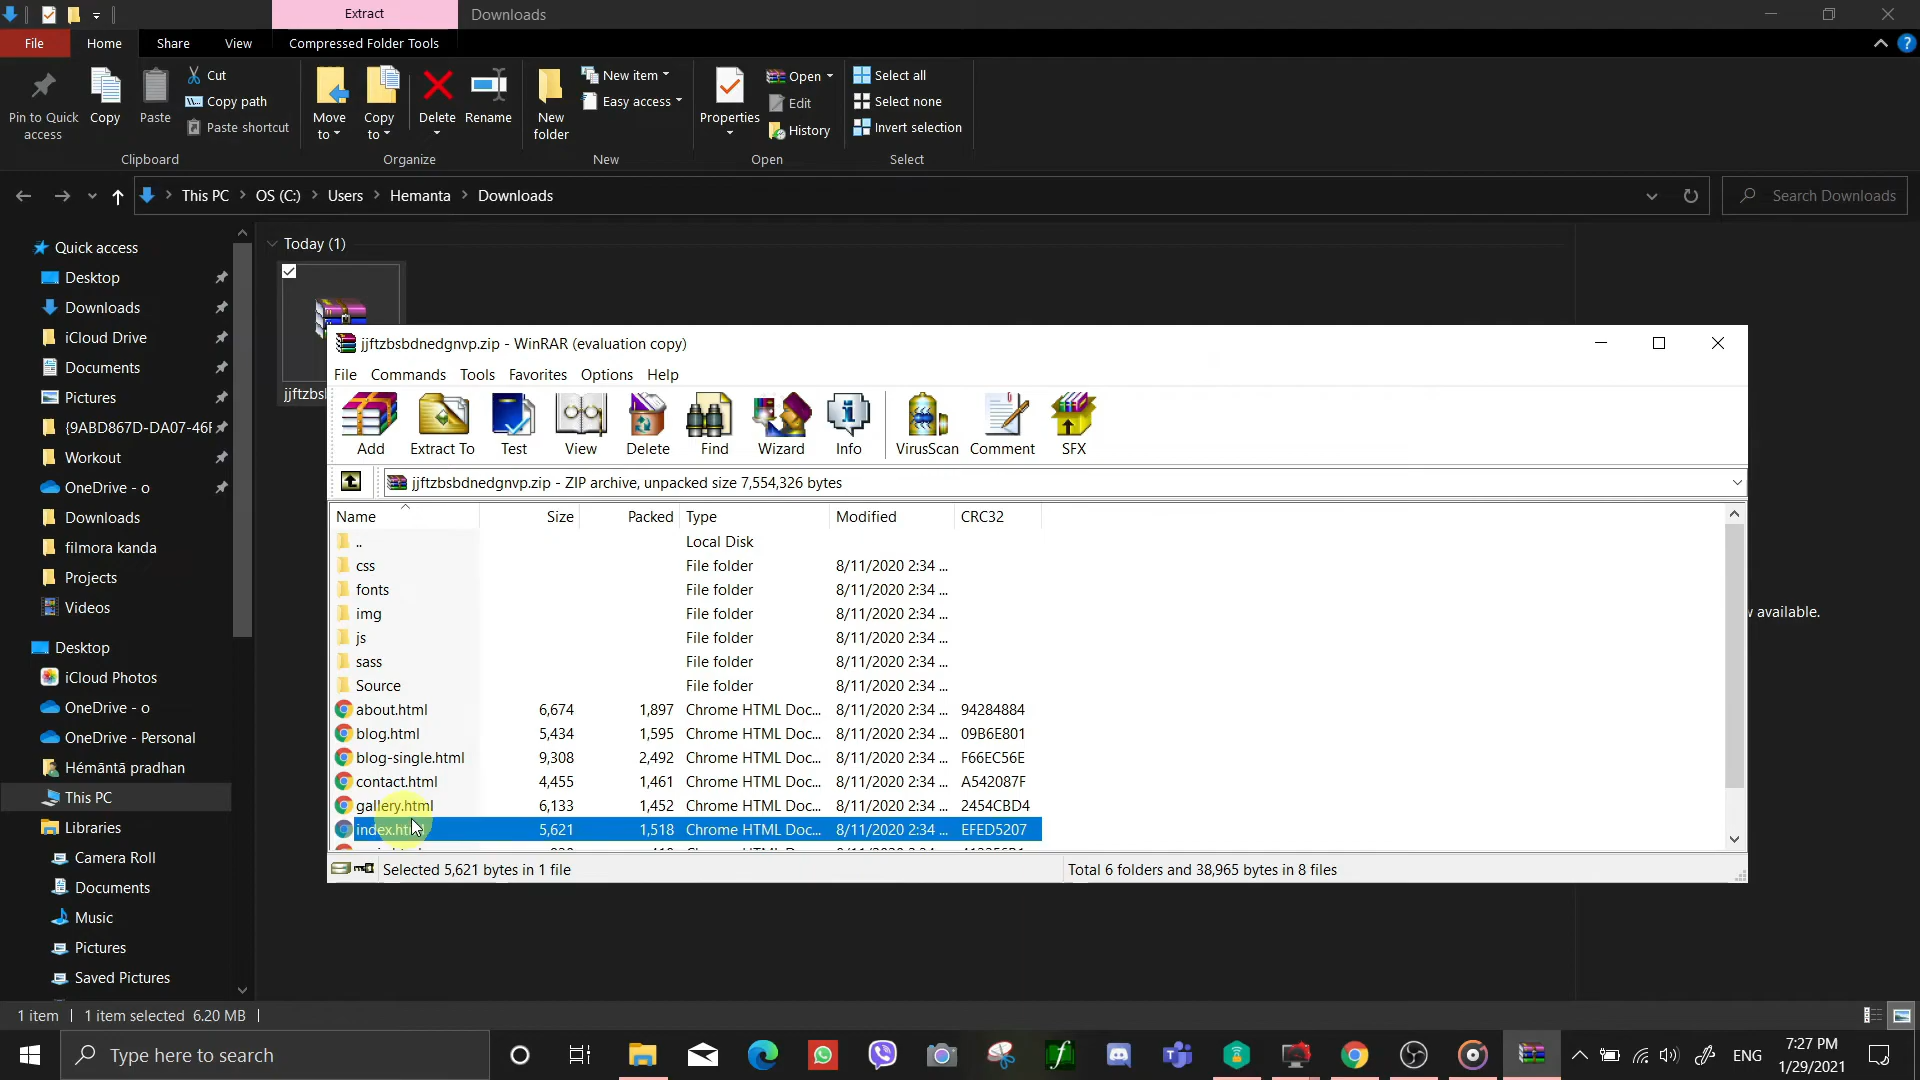 Extract
Downloads
File
Home
Share
View
Compressed Folder Tools
Pin to Quick
access
Copy
Paste
Cut
Copy path
Paste shortcut
Clipboard
Move
to
Copy
to
Delete
Rename
Organize
New
folder
New item
Easy access
New
Properties
Open
Edit
History
Open
Select all
Select none
Invert selection
Select
This PC
OS (C:)
Users
Hemanta
Downloads
Search Downloads
Quick access
Desktop
Downloads
iCloud Drive
Documents
Pictures
{9ABD867D-DA07-46F
Workout
OneDrive - o
Downloads
filmora kanda
Projects
Videos
Desktop
iCloud Photos
OneDrive - o
OneDrive - Personal
Hémāntā pradhan
This PC
Libraries
Camera Roll
Documents
Music
Pictures
Saved Pictures
Today (1)
jjftzbsbdnedgnvp.zip - WinRAR (evaluation copy)
File Commands Tools Favorites Options Help
Add
Extract To
Test
View
Delete
Find
Wizard
Info
VirusScan
Comment
SFX
jjftzbsbdnedgnvp.zip - ZIP archive, unpacked size 7,554,326 bytes
Name Size Packed Type Modified CRC32
.. Local Disk
css File folder 8/11/2020 2:34 ...
fonts File folder 8/11/2020 2:34 ...
img File folder 8/11/2020 2:34 ...
js File folder 8/11/2020 2:34 ...
sass File folder 8/11/2020 2:34 ...
Source File folder 8/11/2020 2:34 ...
about.html 6,674 1,897 Chrome HTML Doc... 8/11/2020 2:34 ... 94284884
blog.html 5,434 1,595 Chrome HTML Doc... 8/11/2020 2:34 ... 09B6E801
blog-single.html 9,308 2,492 Chrome HTML Doc... 8/11/2020 2:34 ... F66EC56E
contact.html 4,455 1,461 Chrome HTML Doc... 8/11/2020 2:34 ... A542087F
gallery.html 6,133 1,452 Chrome HTML Doc... 8/11/2020 2:34 ... 2454CBD4
index.html 5,621 1,518 Chrome HTML Doc... 8/11/2020 2:34 ... EFED5207
Selected 5,621 bytes in 1 file
Total 6 folders and 38,965 bytes in 8 files
available.
1 item
1 item selected 6.20 MB
Type here to search
ENG
7:27 PM
1/29/2021